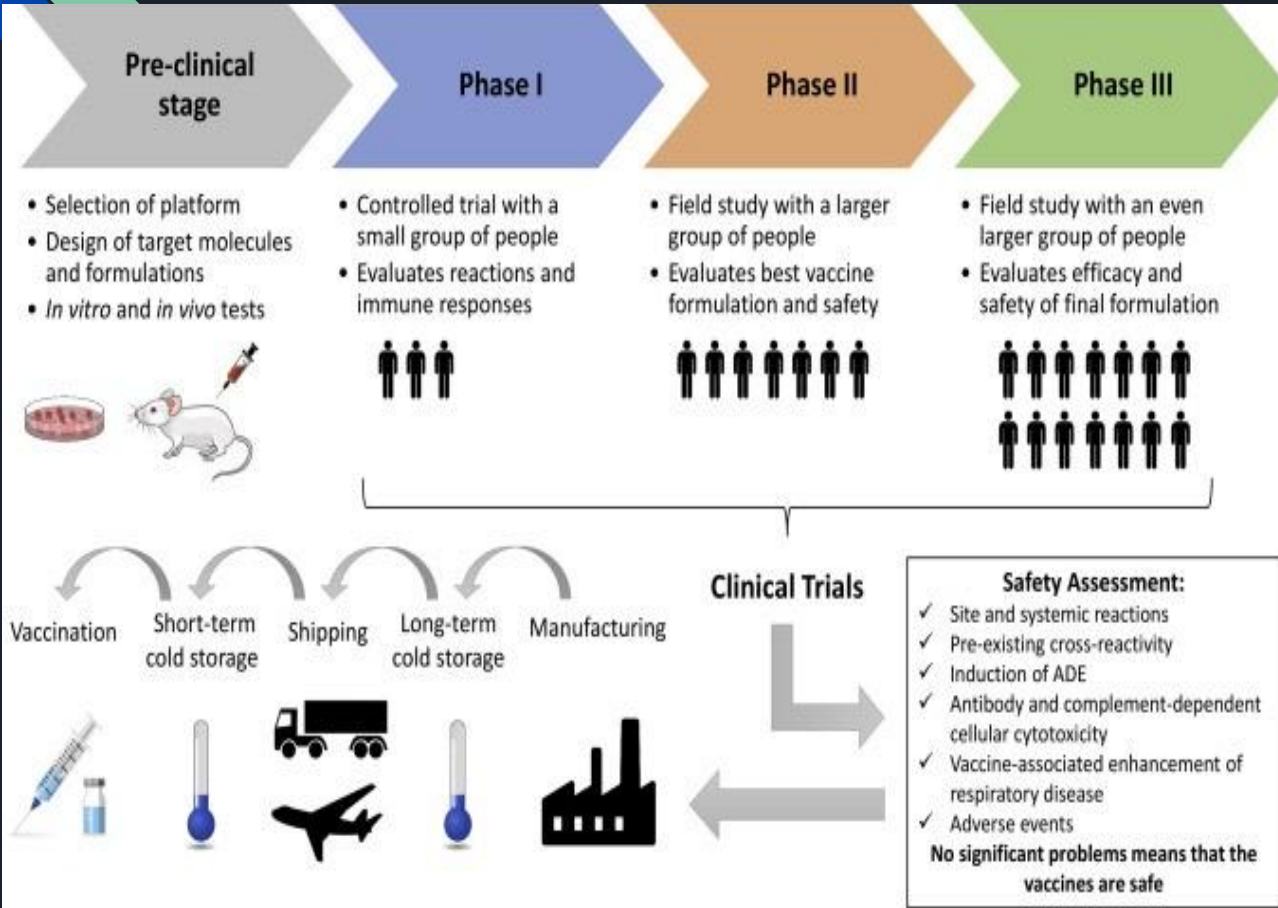 Pre-clinical
stage
Phase I
Phase II
Phase III
• Selection of platform
• Design of target molecules
and formulations
• In vitro and in vivo tests
• Controlled trial with a
small group of people
• Evaluates reactions and
immune responses
• Field study with a larger
group of people
• Evaluates best vaccine
formulation and safety
• Field study with an even
larger group of people
• Evaluates efficacy and
safety of final formulation
Clinical Trials
Safety Assessment:
✓ Site and systemic reactions
✓ Pre-existing cross-reactivity
✓ Induction of ADE
✓ Antibody and complement-dependent
cellular cytotoxicity
✓ Vaccine-associated enhancement of
respiratory disease
✓ Adverse events
No significant problems means that the
vaccines are safe
Vaccination
Short-term
cold storage
Shipping
Long-term
cold storage
Manufacturing